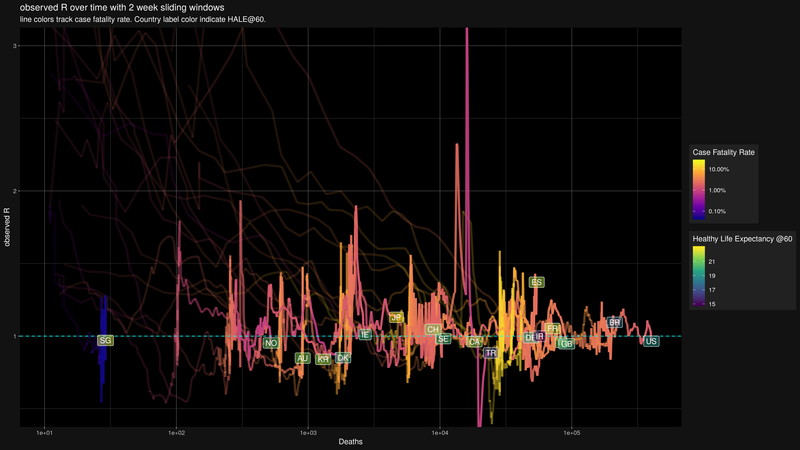 observed R over time with 2 week sliding windows
line colors track case fatality rate. Country label color indicate HALE@60.
3
2
1
observed R
SG
NO
AU
KR
DK
IE
JP
CH
SE
CA
TR
ES
IR
FR
GB
BR
US
1e+01
1e+02
1e+03
1e+04
1e+05
Deaths
Case Fatality Rate
10.00%
1.00%
0.10%
Healthy Life Expectancy @60
21
19
17
15